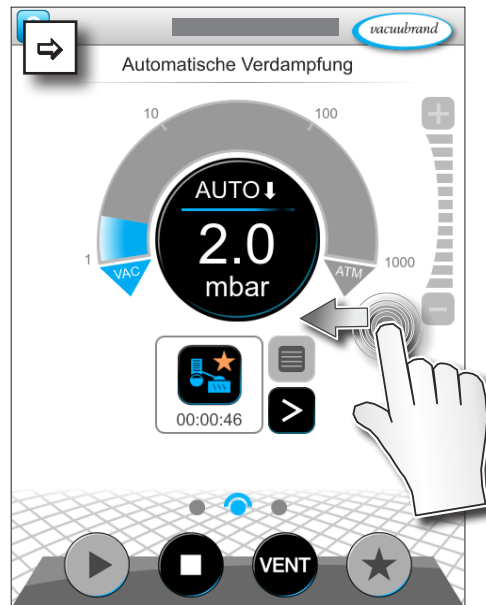 vacuubrand
Automatische Verdampfung
10
100
AUTO
2.0
mbar
1
VAC
ATM
1000
00:00:46
VENT